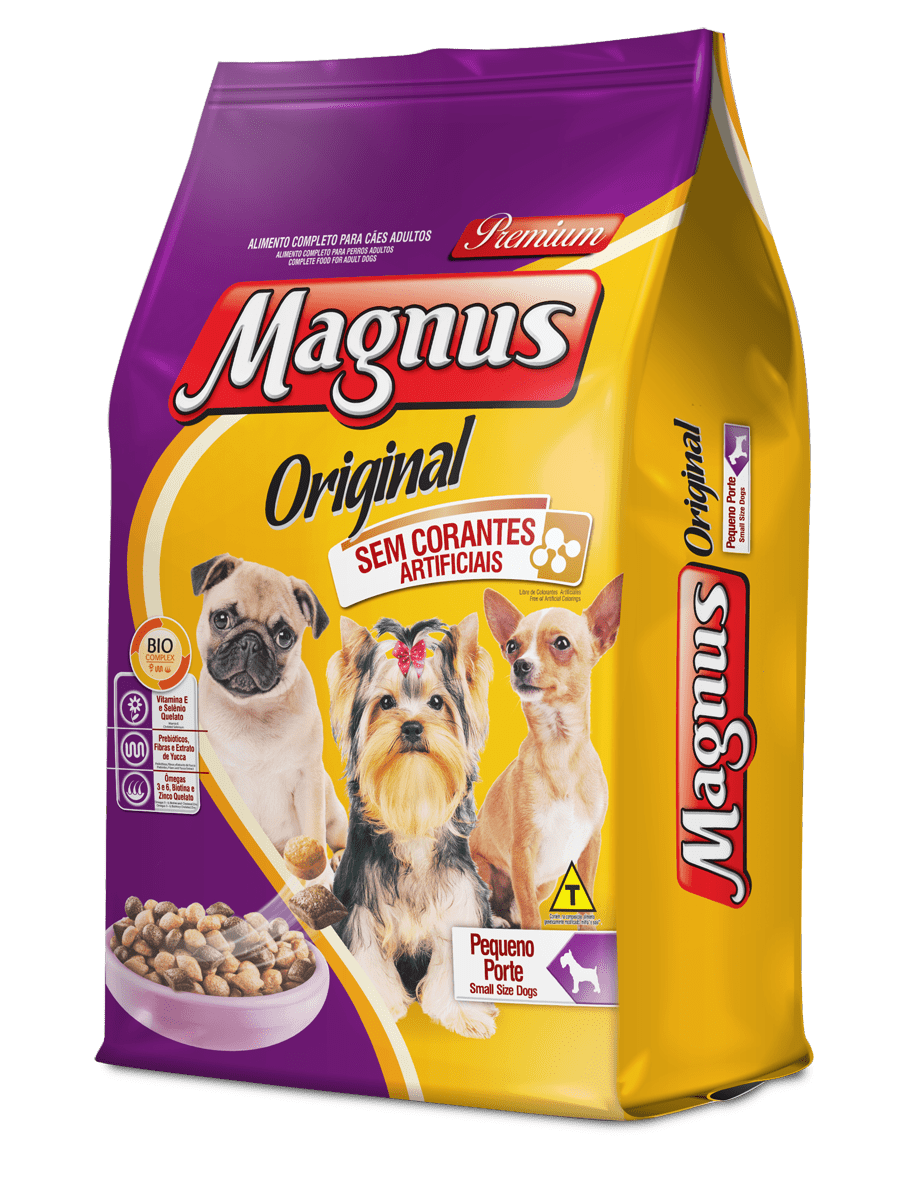 ALIMENTO COMPLETO PARA CÃES ADULTOS
ALIMENTO COMPLETO PARA PERROS ADULTOS
COMPLETE FOOD FOR ADULT DOGS
Premium
Magnus
Original
SEM CORANTES
ARTIFICIAIS
Libre de Colorantes Artificiales
Free of Artificial Colorings
BIO
COMPLEX
Vitamina E
e Selênio
Quelato
Prebióticos,
Fibras e Extrato
de Yucca
Ômegas
3 e 6, Biotina e
Zinco Quelato
T
Pequeno
Porte
Small Size Dogs
Magnus
Original
Pequeno Porte
Small Size Dogs